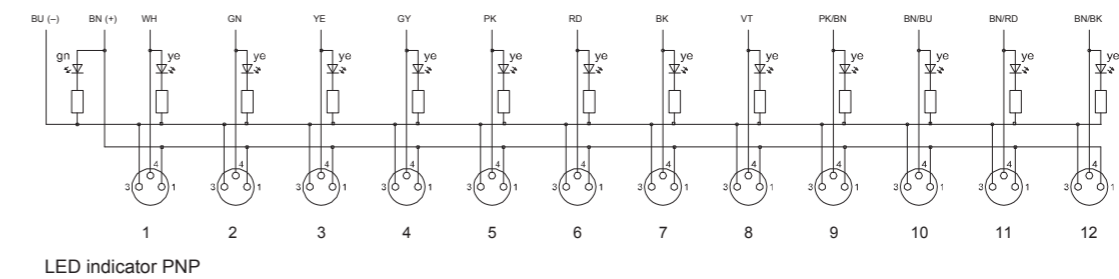 BU (–) BN (+) WH GN YE GY PK RD BK VT PK/BN BN/BU BN/RD BN/BK
gn ye ye ye ye ye ye ye ye ye ye ye ye
4 4 4 4 4 4 4 4 4 4 4 4
3 1 3 1 3 1 3 1 3 1 3 1 3 1 3 1 3 1 3 1 3 1 3 1
1 2 3 4 5 6 7 8 9 10 11 12
LED indicator PNP